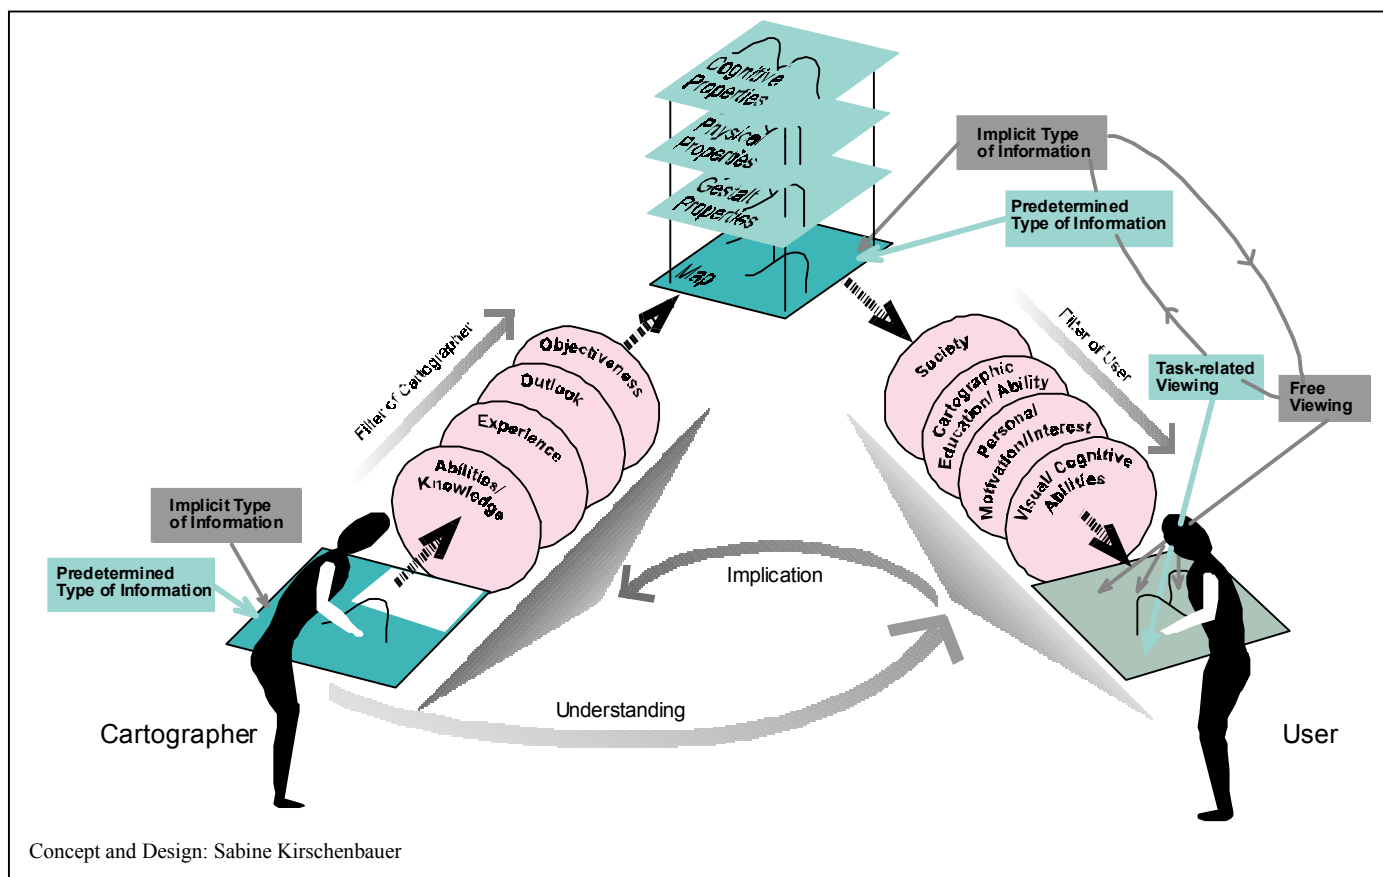 Cognitive
Properties
Physical
Properties
Gestalt
Properties
Map
Implicit Type
of Information
Predetermined
Type of Information
Filter of Cartographer
Objectiveness
Outlook
Experience
Abilities/
Knowledge
Filter of User
Society
Cartographic
Education/ Ability
Personal
Motivation/Interest
Visual/ Cognitive
Abilities
Task-related
Viewing
Free
Viewing
Implicit Type
of Information
Predetermined
Type of Information
Implication
Understanding
Cartographer
User
Concept and Design: Sabine Kirschenbauer